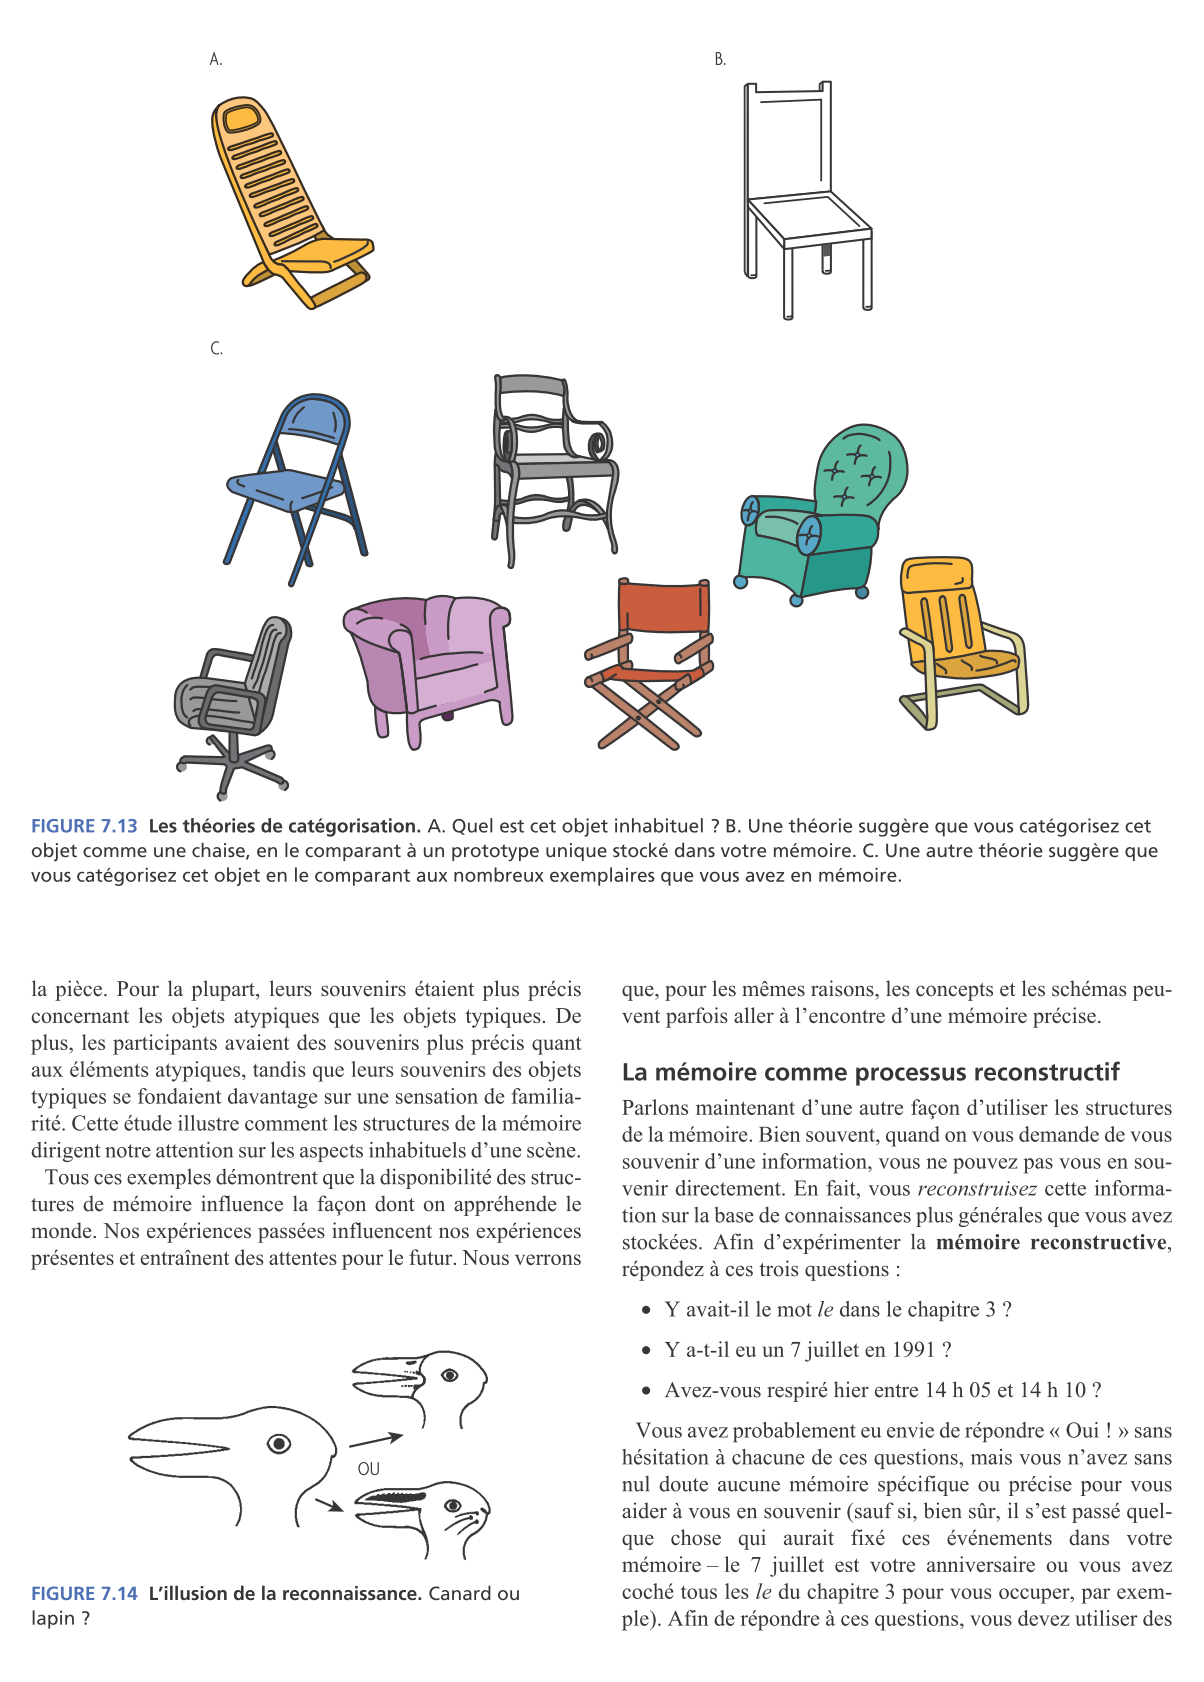 A.
B.
C.
FIGURE 7.13 Les théories de catégorisation. A. Quel est cet objet inhabituel ? B. Une théorie suggère que vous catégorisez cet
objet comme une chaise, en le comparant à un prototype unique stocké dans votre mémoire. C. Une autre théorie suggère que
vous catégorisez cet objet en le comparant aux nombreux exemplaires que vous avez en mémoire.
la pièce. Pour la plupart, leurs souvenirs étaient plus précis
concernant les objets atypiques que les objets typiques. De
plus, les participants avaient des souvenirs plus précis quant
aux éléments atypiques, tandis que leurs souvenirs des objets
typiques se fondaient davantage sur une sensation de familia-
rité. Cette étude illustre comment les structures de la mémoire
dirigent notre attention sur les aspects inhabituels d’une scène.
Tous ces exemples démontrent que la disponibilité des struc-
tures de mémoire influence la façon dont on appréhende le
monde. Nos expériences passées influencent nos expériences
présentes et entraînent des attentes pour le futur. Nous verrons
OU
FIGURE 7.14 L’illusion de la reconnaissance. Canard ou
lapin ?
que, pour les mêmes raisons, les concepts et les schémas peu-
vent parfois aller à l’encontre d’une mémoire précise.
La mémoire comme processus reconstructif
Parlons maintenant d’une autre façon d’utiliser les structures
de la mémoire. Bien souvent, quand on vous demande de vous
souvenir d’une information, vous ne pouvez pas vous en sou-
venir directement. En fait, vous reconstruisez cette informa-
tion sur la base de connaissances plus générales que vous avez
stockées. Afin d’expérimenter la mémoire reconstructive,
répondez à ces trois questions :
• Y avait-il le mot le dans le chapitre 3 ?
• Y a-t-il eu un 7 juillet en 1991 ?
• Avez-vous respiré hier entre 14 h 05 et 14 h 10 ?
Vous avez probablement eu envie de répondre « Oui ! » sans
hésitation à chacune de ces questions, mais vous n’avez sans
nul doute aucune mémoire spécifique ou précise pour vous
aider à vous en souvenir (sauf si, bien sûr, il s’est passé quel-
que chose qui aurait fixé ces événements dans votre
mémoire – le 7 juillet est votre anniversaire ou vous avez
coché tous les le du chapitre 3 pour vous occuper, par exem-
ple). Afin de répondre à ces questions, vous devez utiliser des